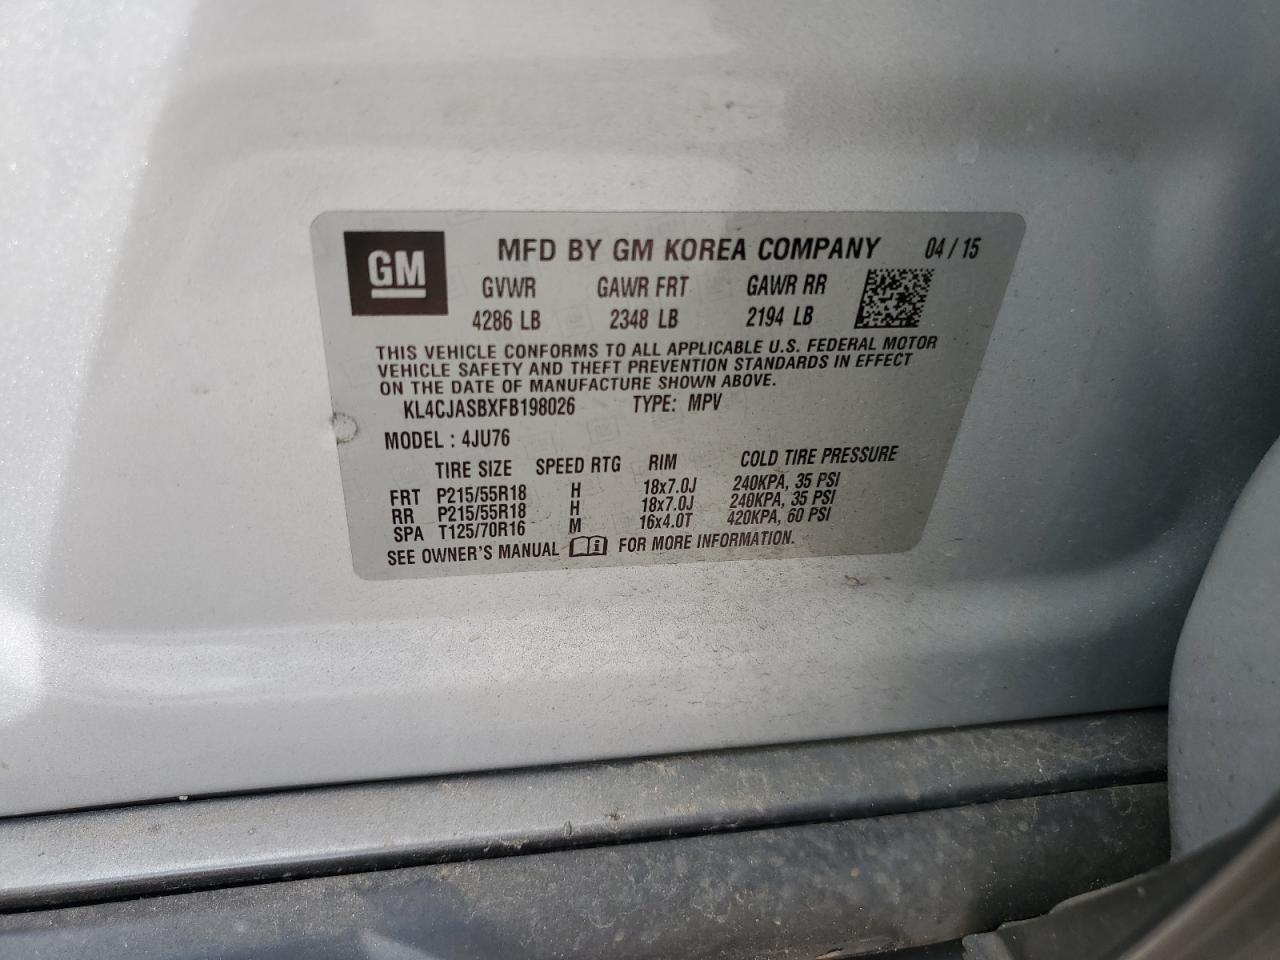 GM MFD BY GM KOREA COMPANY 04 / 15
GVWR GAWR FRT GAWR RR
4286 LB 2348 LB 2194 LB
THIS VEHICLE CONFORMS TO ALL APPLICABLE U.S. FEDERAL MOTOR
VEHICLE SAFETY AND THEFT PREVENTION STANDARDS IN EFFECT
ON THE DATE OF MANUFACTURE SHOWN ABOVE.
KL4CJASBXFB198026 TYPE: MPV
MODEL : 4JU76
TIRE SIZE SPEED RTG RIM COLD TIRE PRESSURE
FRT P215/55R18 H 18x7.0J 240KPA, 35 PSI
RR P215/55R18 H 18x7.0J 240KPA, 35 PSI
SPA T125/70R16 M 16x4.0T 420KPA, 60 PSI
SEE OWNER'S MANUAL i FOR MORE INFORMATION.